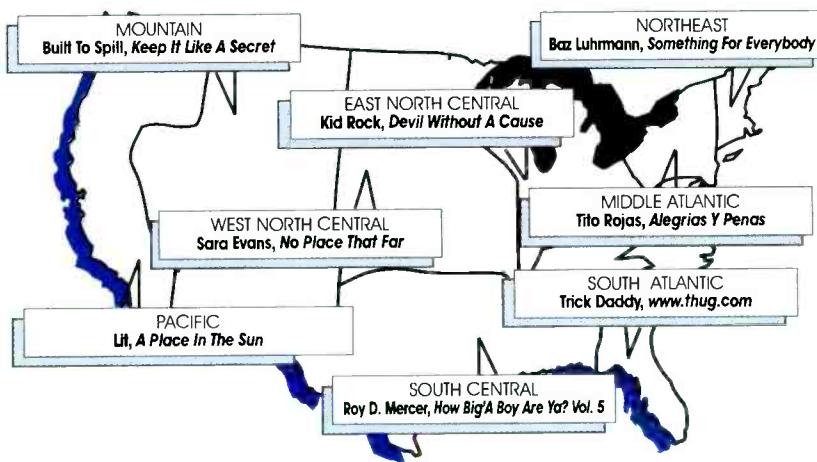 MOUNTAIN
Built To Spill, Keep It Like A Secret
NORTHEAST
Baz Luhrmann, Something For Everybody
EAST NORTH CENTRAL
Kid Rock, Devil Without A Cause
WEST NORTH CENTRAL
Sara Evans, No Place That Far
MIDDLE ATLANTIC
Tito Rojas, Alegrias Y Penas
SOUTH ATLANTIC
Trick Daddy, www.thug.com
PACIFIC
Lit, A Place In The Sun
SOUTH CENTRAL
Roy D. Mercer, How Big'A Boy Are Ya? Vol. 5